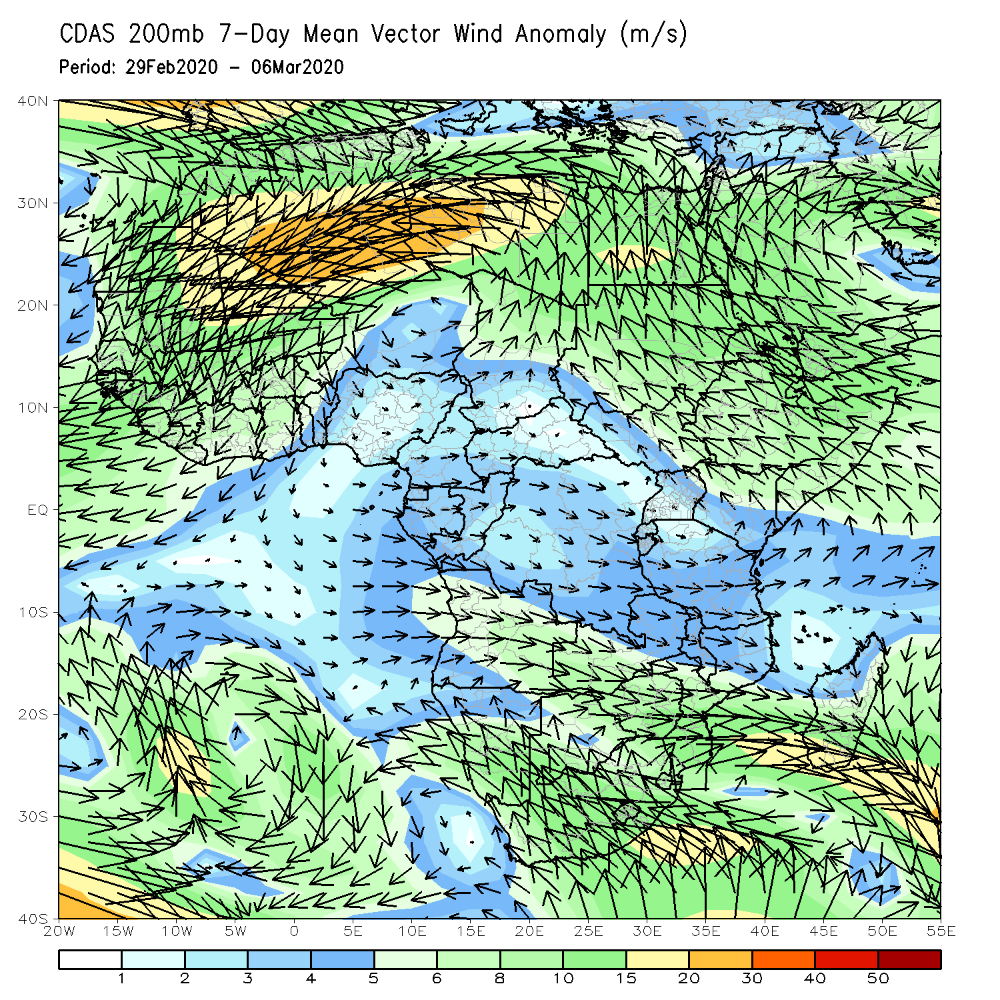 CDAS 200mb 7-Day Mean Vector Wind Anomaly (m/s)
Period: 29Feb2020 - 06Mar2020
40N
30N
20N
10N
EQ
10S
20S
30S
40S
20W 15W 10W 5W 0 5E 10E 15E 20E 25E 30E 35E 40E 45E 50E 55E
1 2 3 4 5 6 8 10 15 20 30 40 50